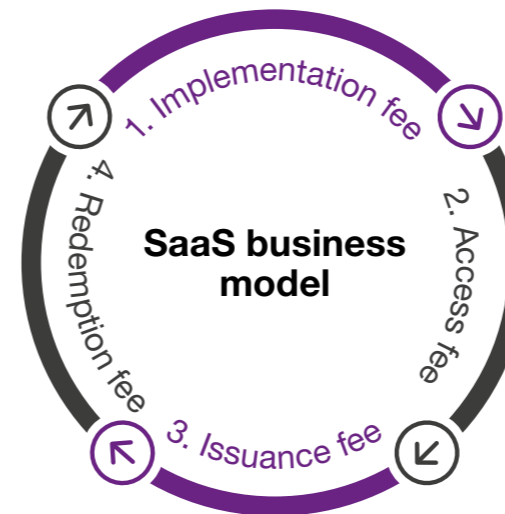 1. Implementation fee
2. Access fee
3. Issuance fee
4. Redemption fee
SaaS business
model